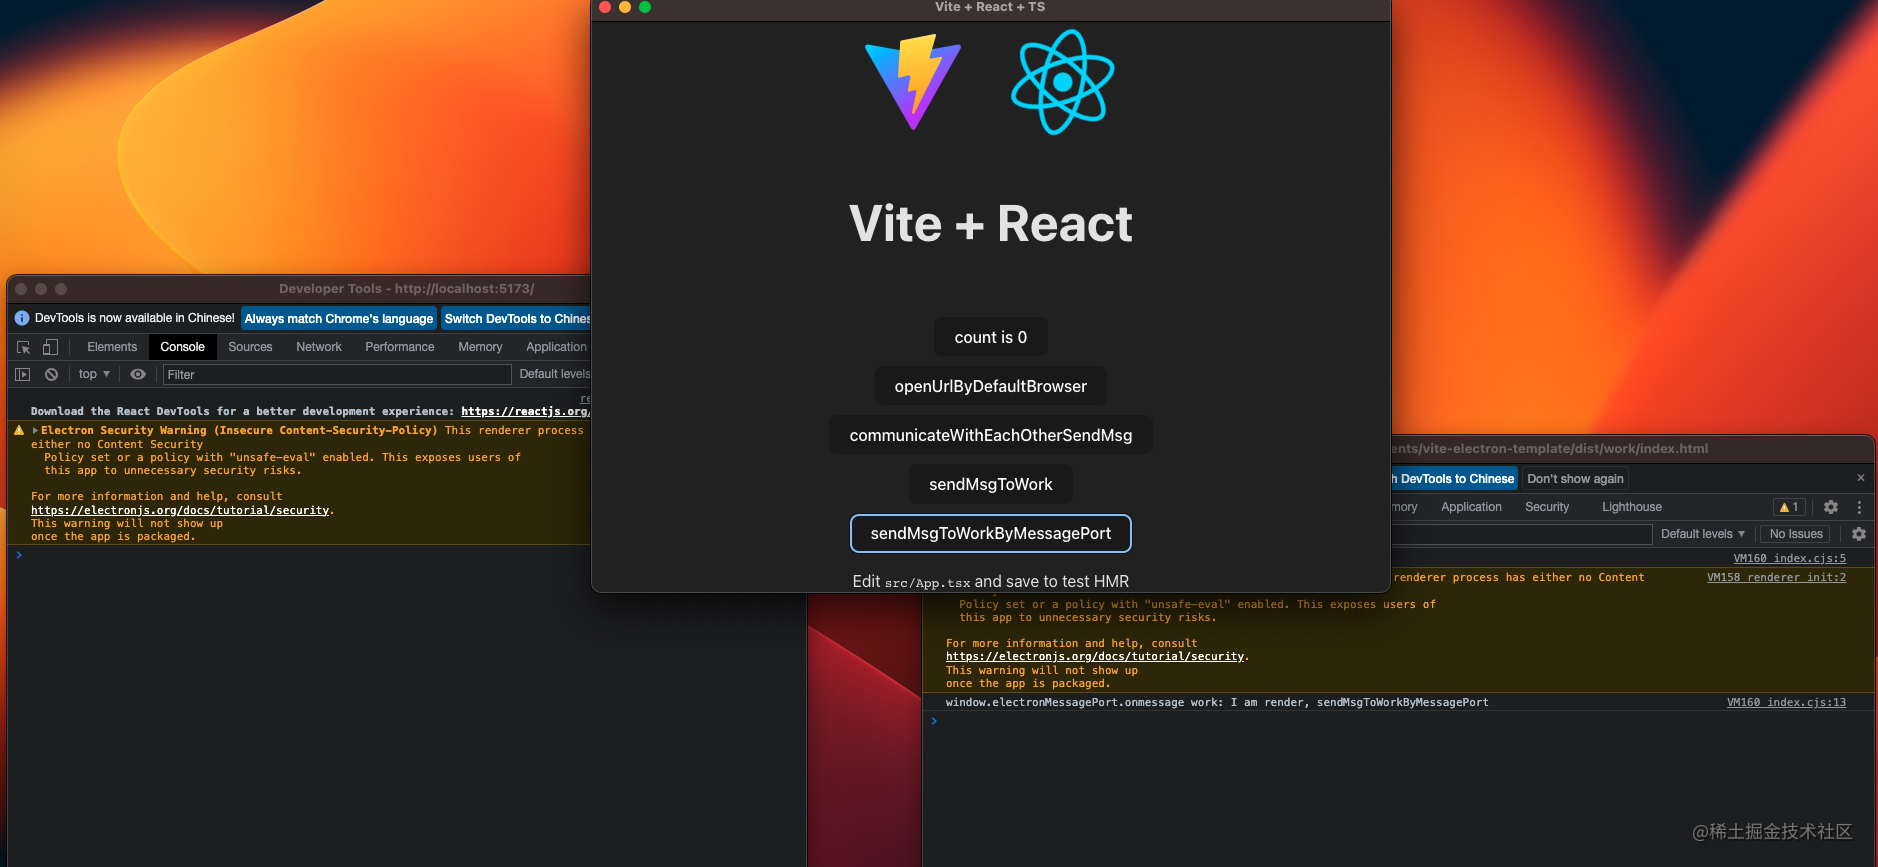 Vite + React + TS
Vite + React
count is 0
openUrlByDefaultBrowser
communicateWithEachOtherSendMsg
sendMsgToWork
sendMsgToWorkByMessagePort
Edit src/App.tsx and save to test HMR
Developer Tools - http://localhost:5173/
DevTools is now available in Chinese! Always match Chrome's language Switch DevTools to Chines
Elements Console Sources Network Performance Memory Application
top Filter Default levels
re
Download the React DevTools for a better development experience: https://reactjs.org/
Electron Security Warning (Insecure Content-Security-Policy) This renderer process
either no Content Security
Policy set or a policy with "unsafe-eval" enabled. This exposes users of
this app to unnecessary security risks.
For more information and help, consult
https://electronjs.org/docs/tutorial/security.
This warning will not show up
once the app is packaged.
ents/vite-electron-template/dist/work/index.html
h DevTools to Chinese Don't show again
mory Application Security Lighthouse 1
Default levels No Issues
VM160 index.cjs:5
renderer process has either no Content VM158 renderer_init:2
Policy set or a policy with "unsafe-eval" enabled. This exposes users of
this app to unnecessary security risks.
For more information and help, consult
https://electronjs.org/docs/tutorial/security.
This warning will not show up
once the app is packaged.
window.electronMessagePort.onmessage work: I am render, sendMsgToWorkByMessagePort VM160 index.cjs:13
@稀土掘金技术社区